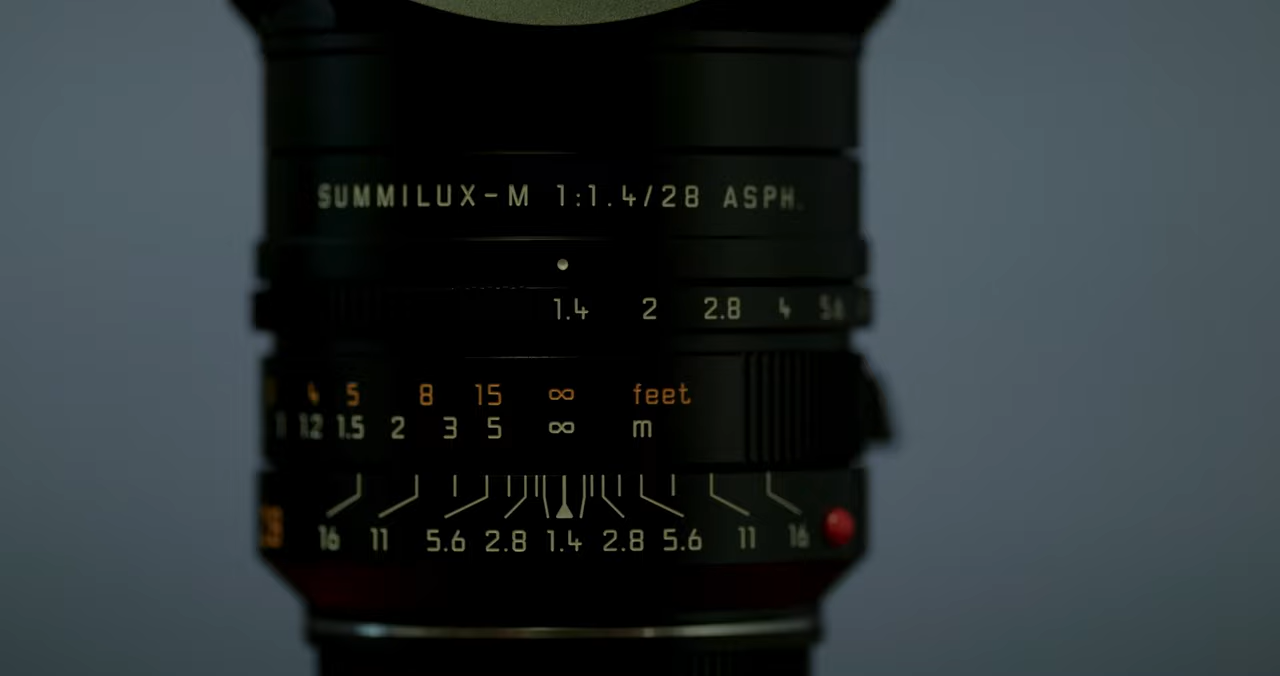 SUMMILUX-M 1:1.4/28 ASPH.
1.4 2 2.8 4 5.6
4 5 8 15 ∞ feet
1 1.2 1.5 2 3 5 ∞ m
16 11 5.6 2.8 1.4 2.8 5.6 11 16